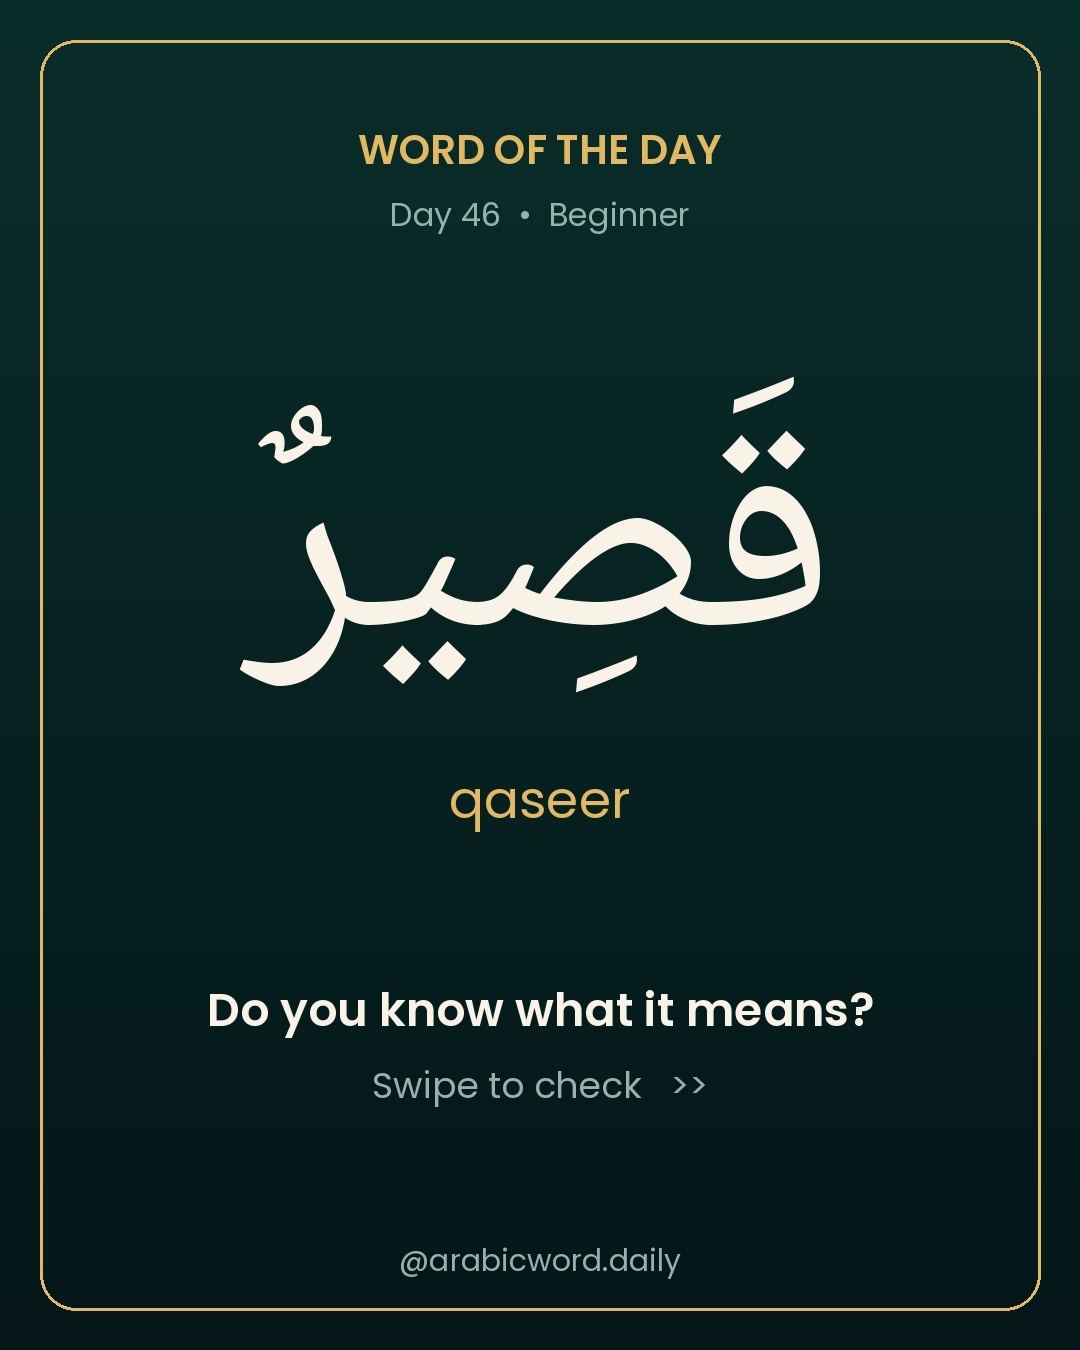 WORD OF THE DAY
Day 46 • Beginner
قَصِيرٌ
qaseer
Do you know what it means?
Swipe to check >>
@arabicword.daily